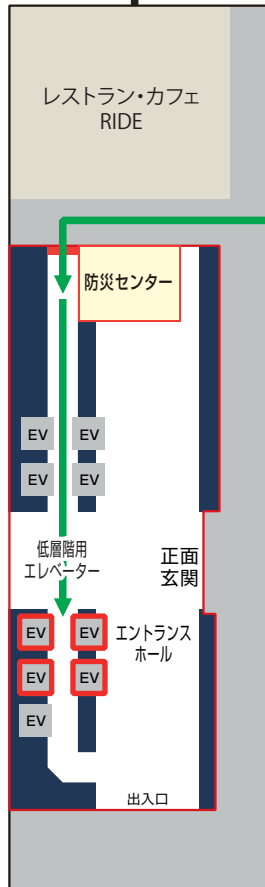 レストラン・カフェ
RIDE
防災センター
EV EV
EV EV
低層階用
エレベーター
正面
玄関
EV EV
エントランス
ホール
EV EV
EV
出入口